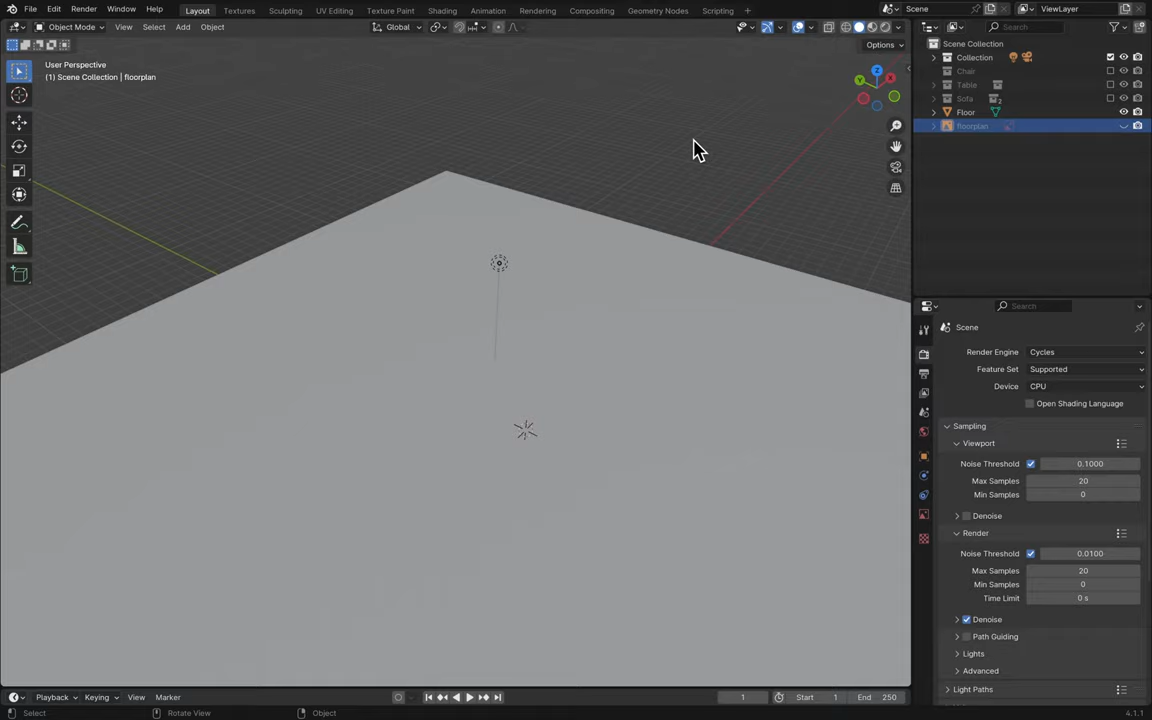 File Edit Render Window Help Layout Textures Sculpting UV Editing Texture Paint Shading Animation Rendering Compositing Geometry Nodes Scripting + Scene ViewLayer
Object Mode View Select Add Object Global Search
Options
User Perspective
(1) Scene Collection | floorplan
Z
Y
X
Scene Collection
Collection
Chair
Table
Sofa 2
Floor
floorplan
Search
Scene
Render Engine Cycles
Feature Set Supported
Device CPU
Open Shading Language
Sampling
Viewport
Noise Threshold 0.1000
Max Samples 20
Min Samples 0
Denoise
Render
Noise Threshold 0.0100
Max Samples 20
Min Samples 0
Time Limit 0 s
Denoise
Path Guiding
Lights
Advanced
Light Paths
Playback Keying View Marker 1 Start 1 End 250
Select Rotate View Object 4.1.1